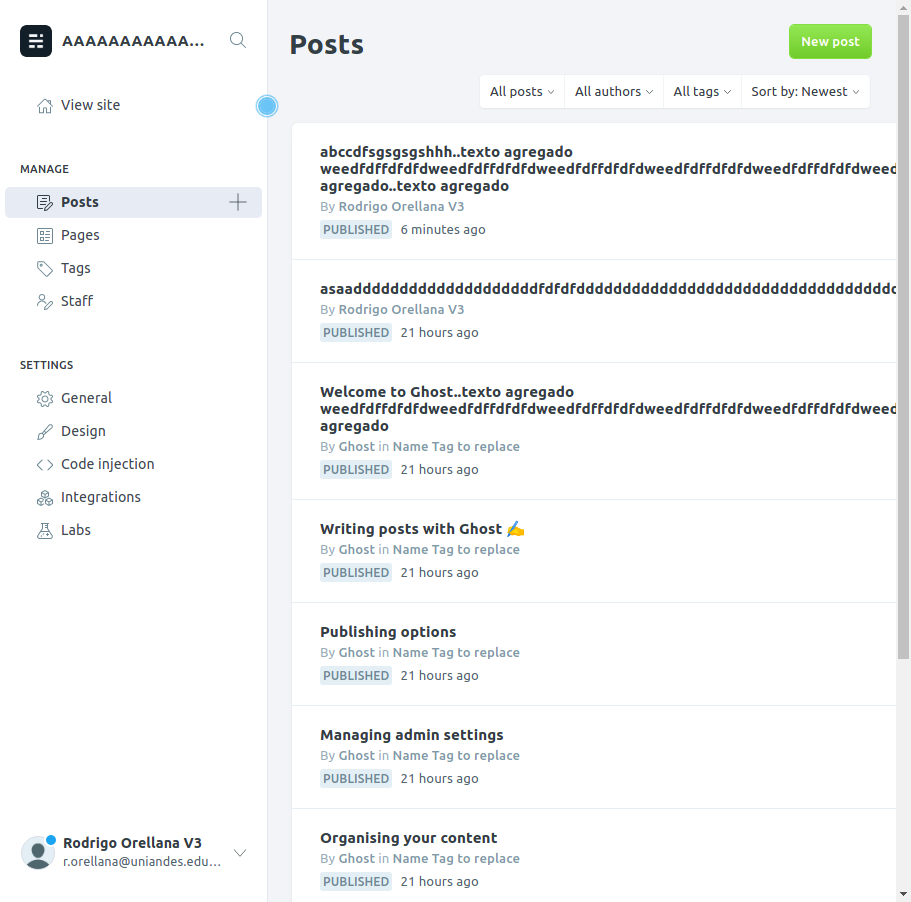 AAAAAAAAAAA...
View site
MANAGE
Posts
Pages
Tags
Staff
SETTINGS
General
Design
Code injection
Integrations
Labs
Rodrigo Orellana V3
r.orellana@uniandes.edu...
Posts
New post
All posts All authors All tags Sort by: Newest
abccdfsgsgsgshhh..texto agregado
weedfdffdfdfdweedfdffdfdfdweedfdffdfdfdweedfdffdfdfdweedfdffdfdfdweed
agregado..texto agregado
By Rodrigo Orellana V3
PUBLISHED 6 minutes ago
By Rodrigo Orellana V3
PUBLISHED 21 hours ago
Welcome to Ghost..texto agregado
weedfdffdfdfdweedfdffdfdfdweedfdffdfdfdweedfdffdfdfdweedfdffdfdfdweed
agregado
By Ghost in Name Tag to replace
PUBLISHED 21 hours ago
Writing posts with Ghost ✍️
By Ghost in Name Tag to replace
PUBLISHED 21 hours ago
Publishing options
By Ghost in Name Tag to replace
PUBLISHED 21 hours ago
Managing admin settings
By Ghost in Name Tag to replace
PUBLISHED 21 hours ago
Organising your content
By Ghost in Name Tag to replace
PUBLISHED 21 hours ago